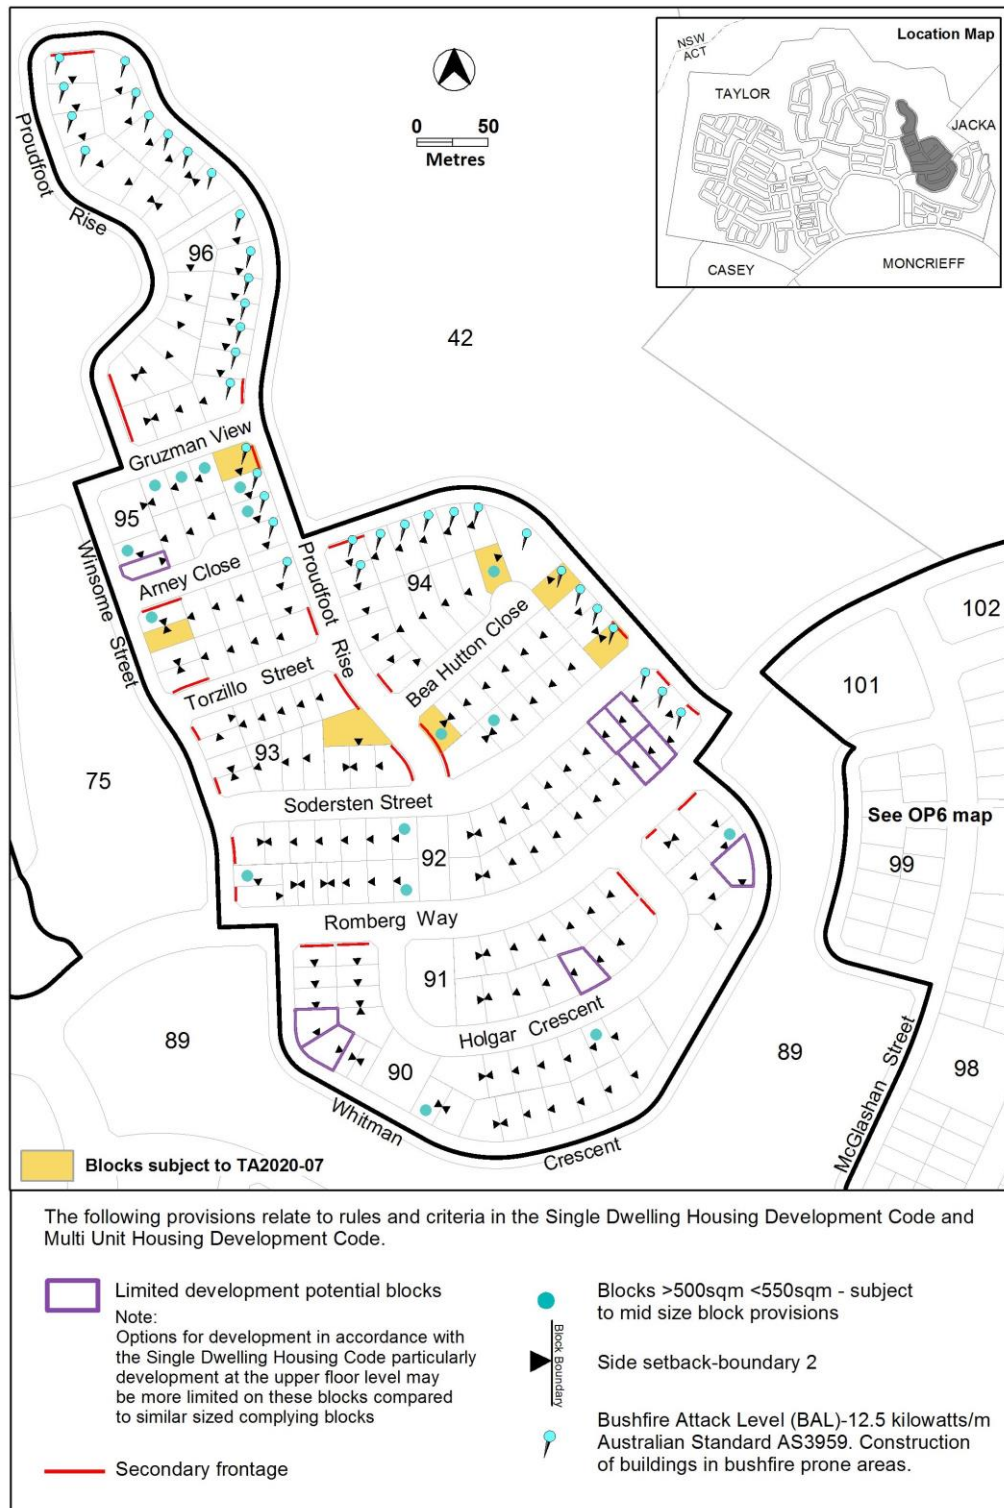 Location Map
NSW
ACT
TAYLOR
JACKA
CASEY
MONCRIEFF
0 50
Metres
Proudfoot
Rise
96
42
Gruzman View
95
Winsome Street
Arney Close
Proudfoot Rise
94
Bea Hutton Close
Torzillo Street
93
75
Sodersten Street
92
Romberg Way
91
Holgar Crescent
90
89
Whitman
Crescent
89
102
101
See OP6 map
99
98
McGlashan Street
Blocks subject to TA2020-07
The following provisions relate to rules and criteria in the Single Dwelling Housing Development Code and
Multi Unit Housing Development Code.
Limited development potential blocks
Note:
Options for development in accordance with
the Single Dwelling Housing Code particularly
development at the upper floor level may
be more limited on these blocks compared
to similar sized complying blocks
Secondary frontage
Blocks >500sqm <550sqm - subject
to mid size block provisions
Block Boundary
Side setback-boundary 2
Bushfire Attack Level (BAL)-12.5 kilowatts/m
Australian Standard AS3959. Construction
of buildings in bushfire prone areas.